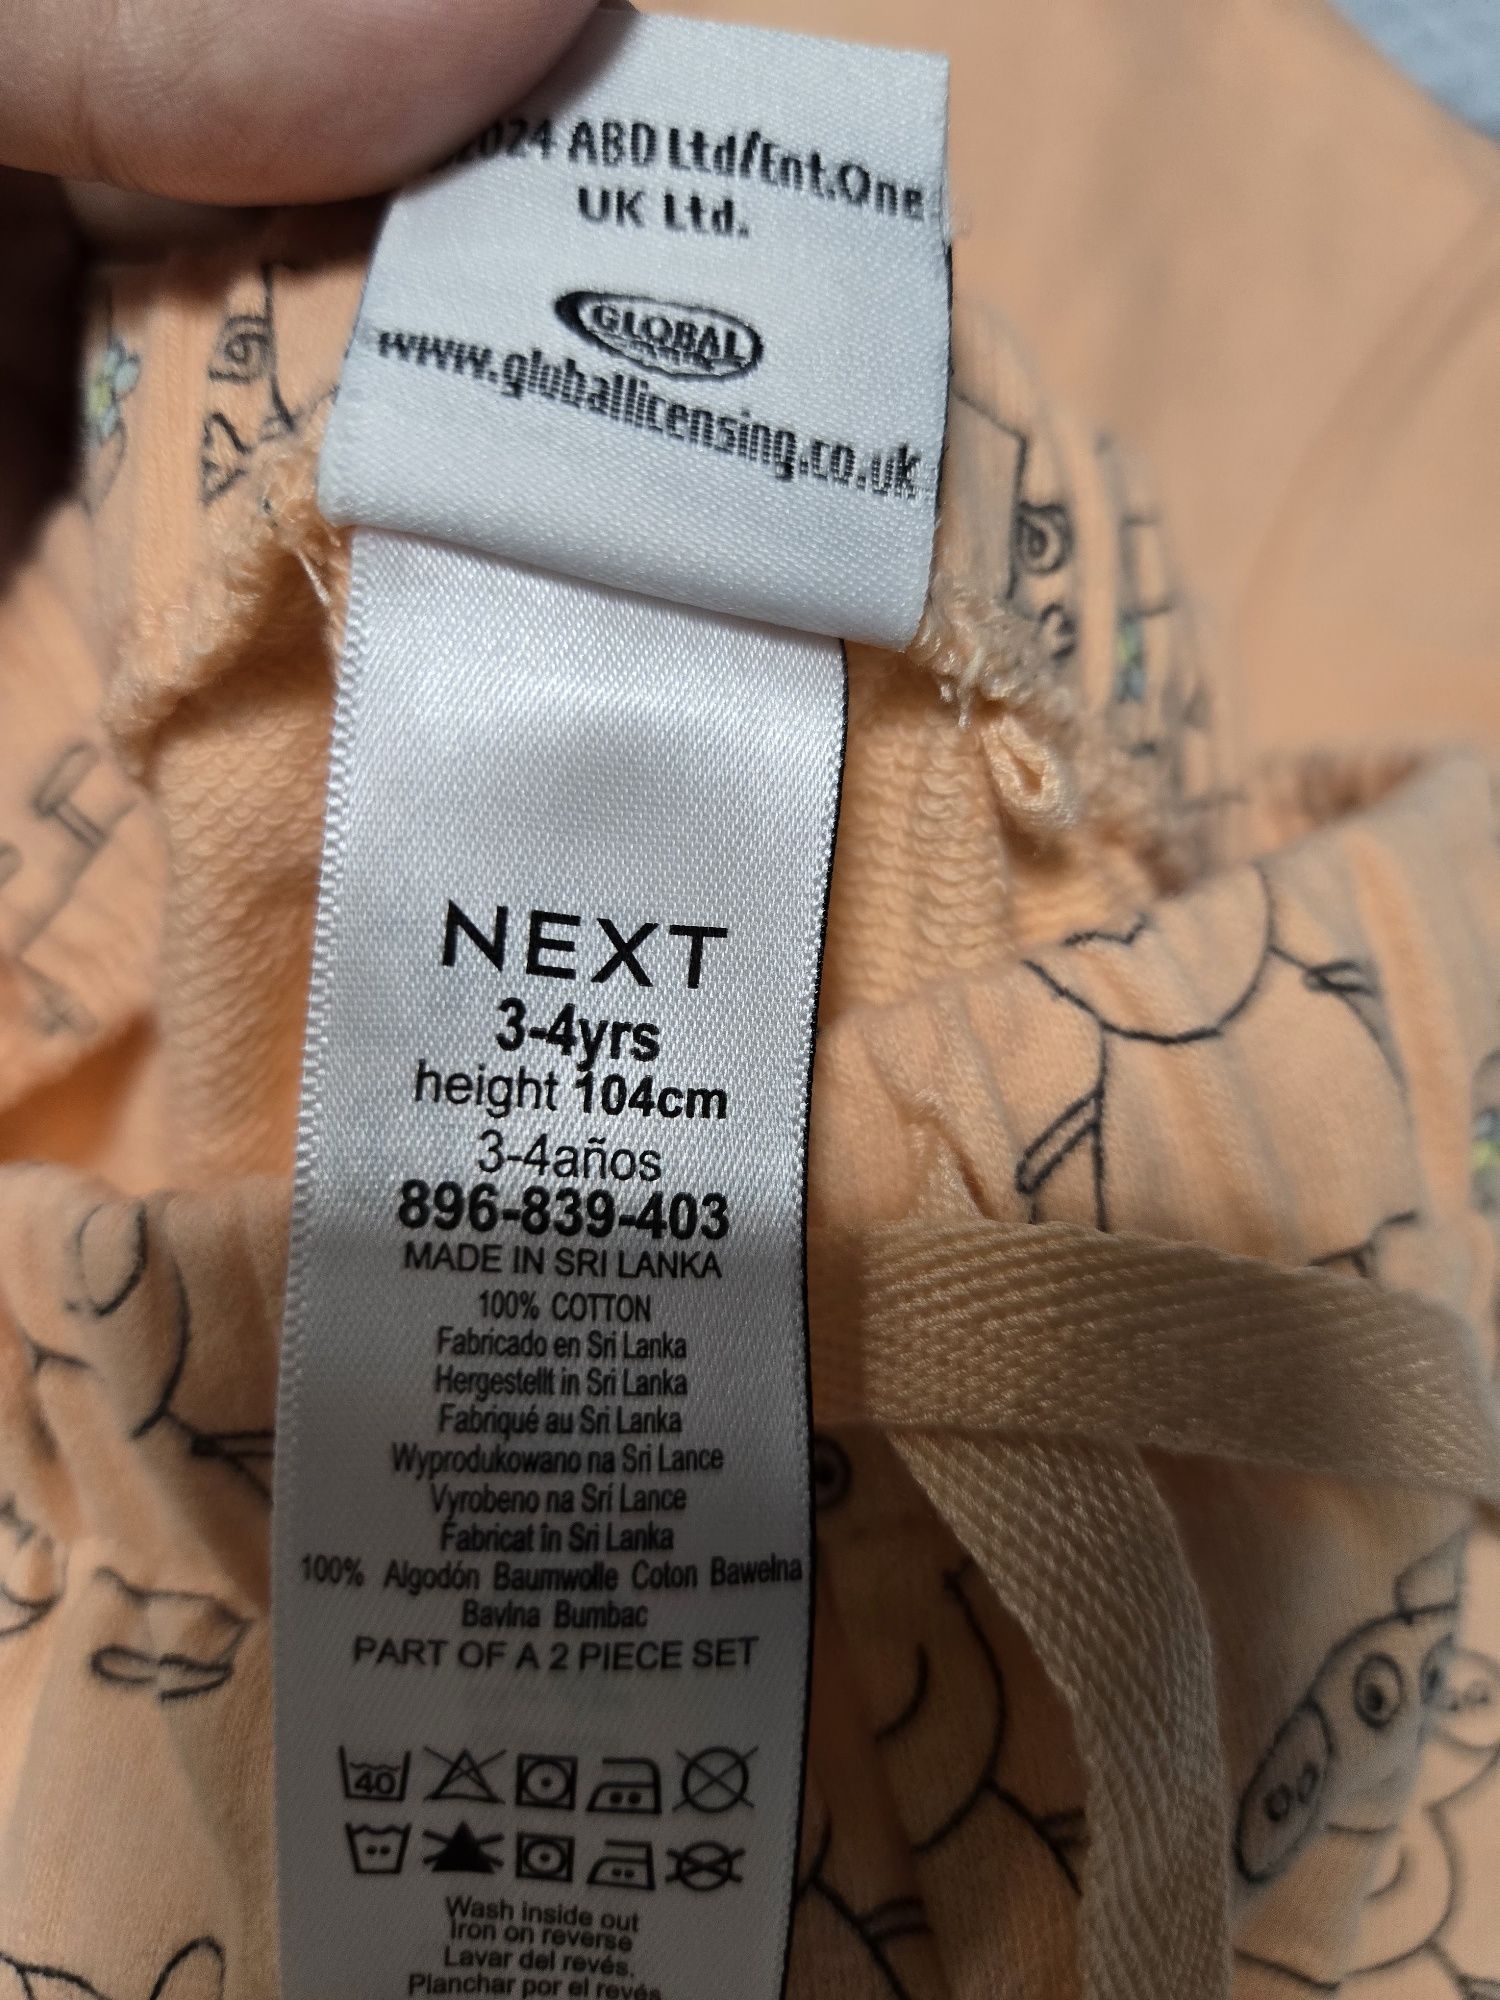 2024 ABD Ltd/Ent.One
UK Ltd.
GLOBAL
www.globallicensing.co.uk
NEXT
3-4yrs
height 104cm
3-4años
896-839-403
MADE IN SRI LANKA
100% COTTON
Fabricado en Sri Lanka
Hergestellt in Sri Lanka
Fabriqué au Sri Lanka
Wyprodukowano na Sri Lance
Vyrobeno na Srí Lance
Fabricat în Sri Lanka
100% Algodón Baumwolle Coton Bawełna
Bavlna Bumbac
PART OF A 2 PIECE SET
40
Wash inside out
Iron on reverse
Lavar del revés.
Planchar por el revés